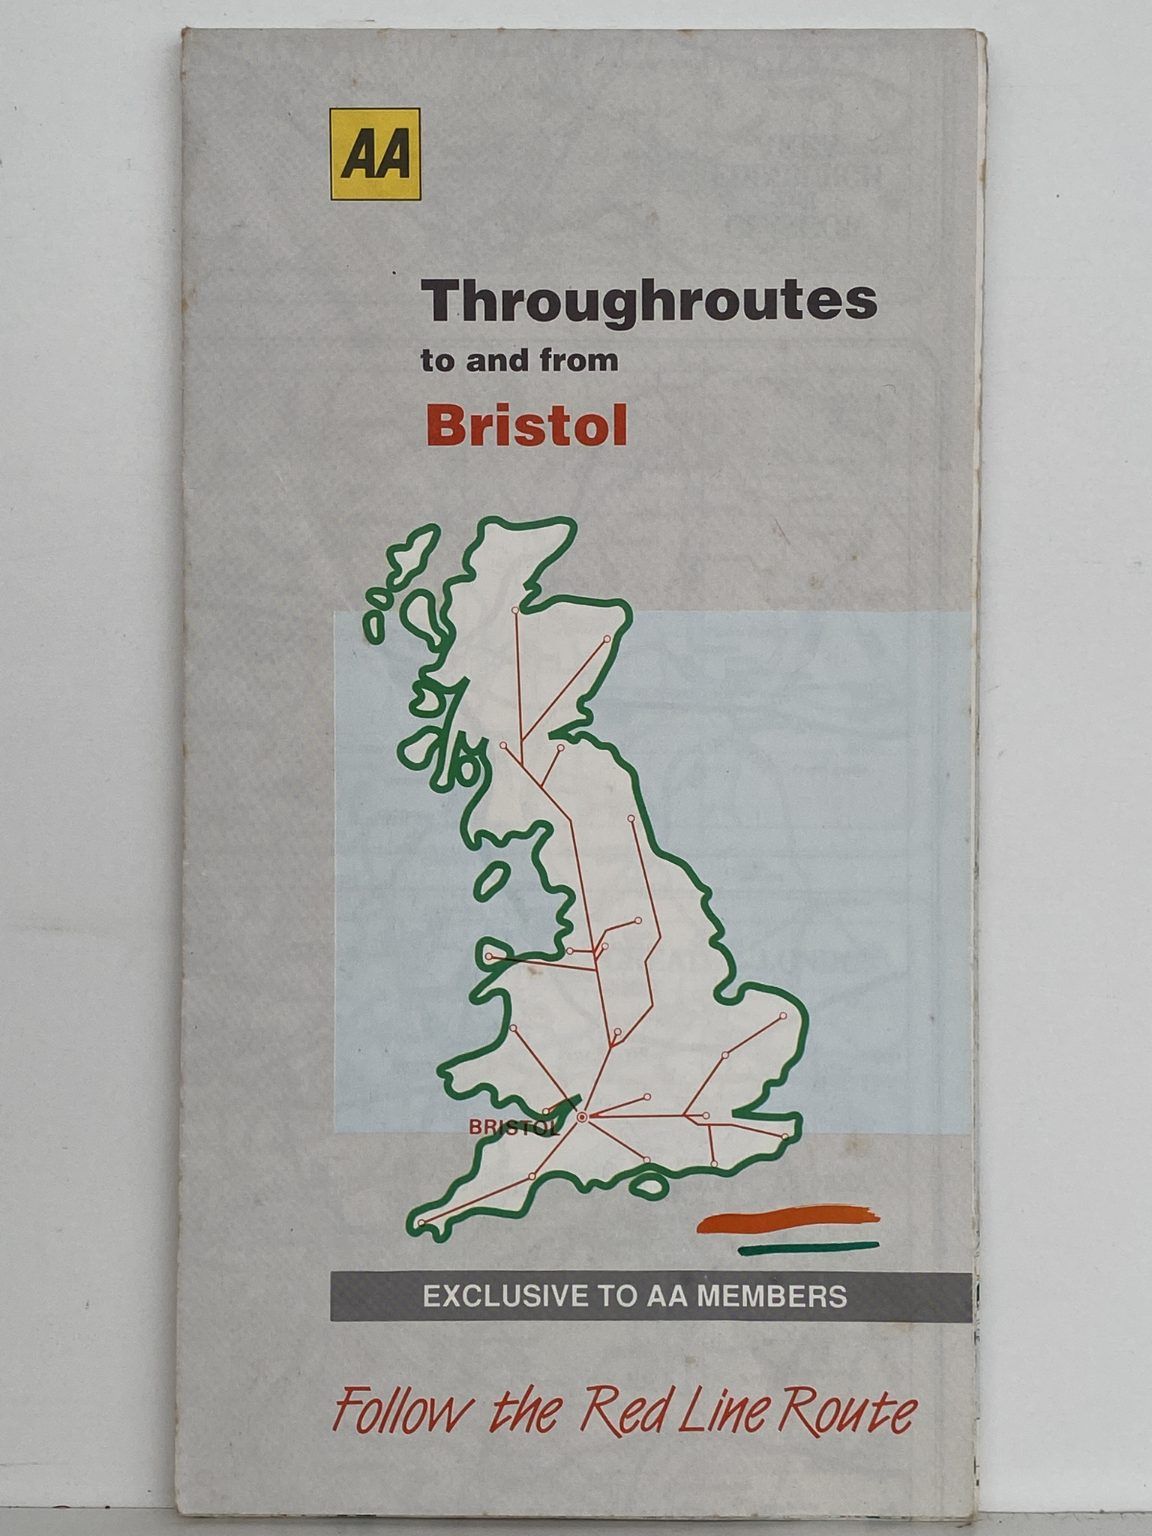 AA
Throughroutes
to and from
Bristol
BRISTOL
EXCLUSIVE TO AA MEMBERS
Follow the Red Line Route